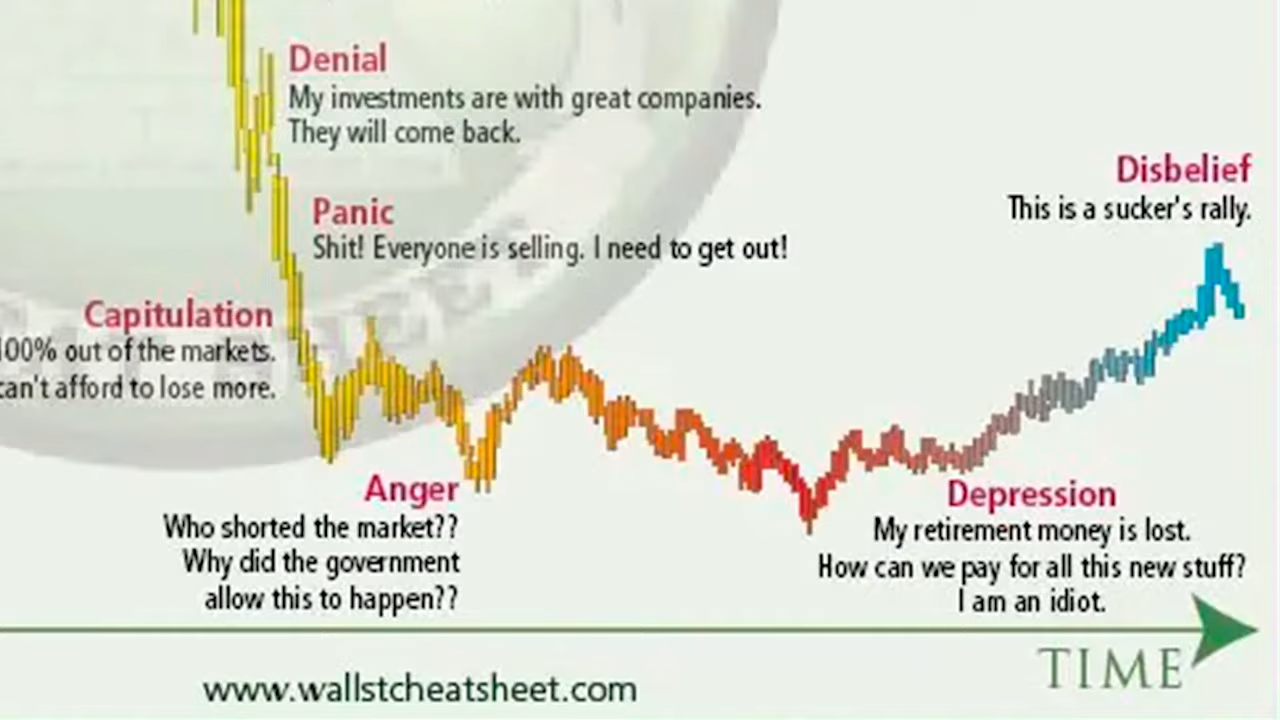 Denial
My investments are with great companies.
They will come back.
Panic
Shit! Everyone is selling. I need to get out!
Capitulation
100% out of the markets.
can't afford to lose more.
Anger
Who shorted the market??
Why did the government
allow this to happen??
Depression
My retirement money is lost.
How can we pay for all this new stuff?
I am an idiot.
Disbelief
This is a sucker's rally.
TIME
www.wallstcheatsheet.com